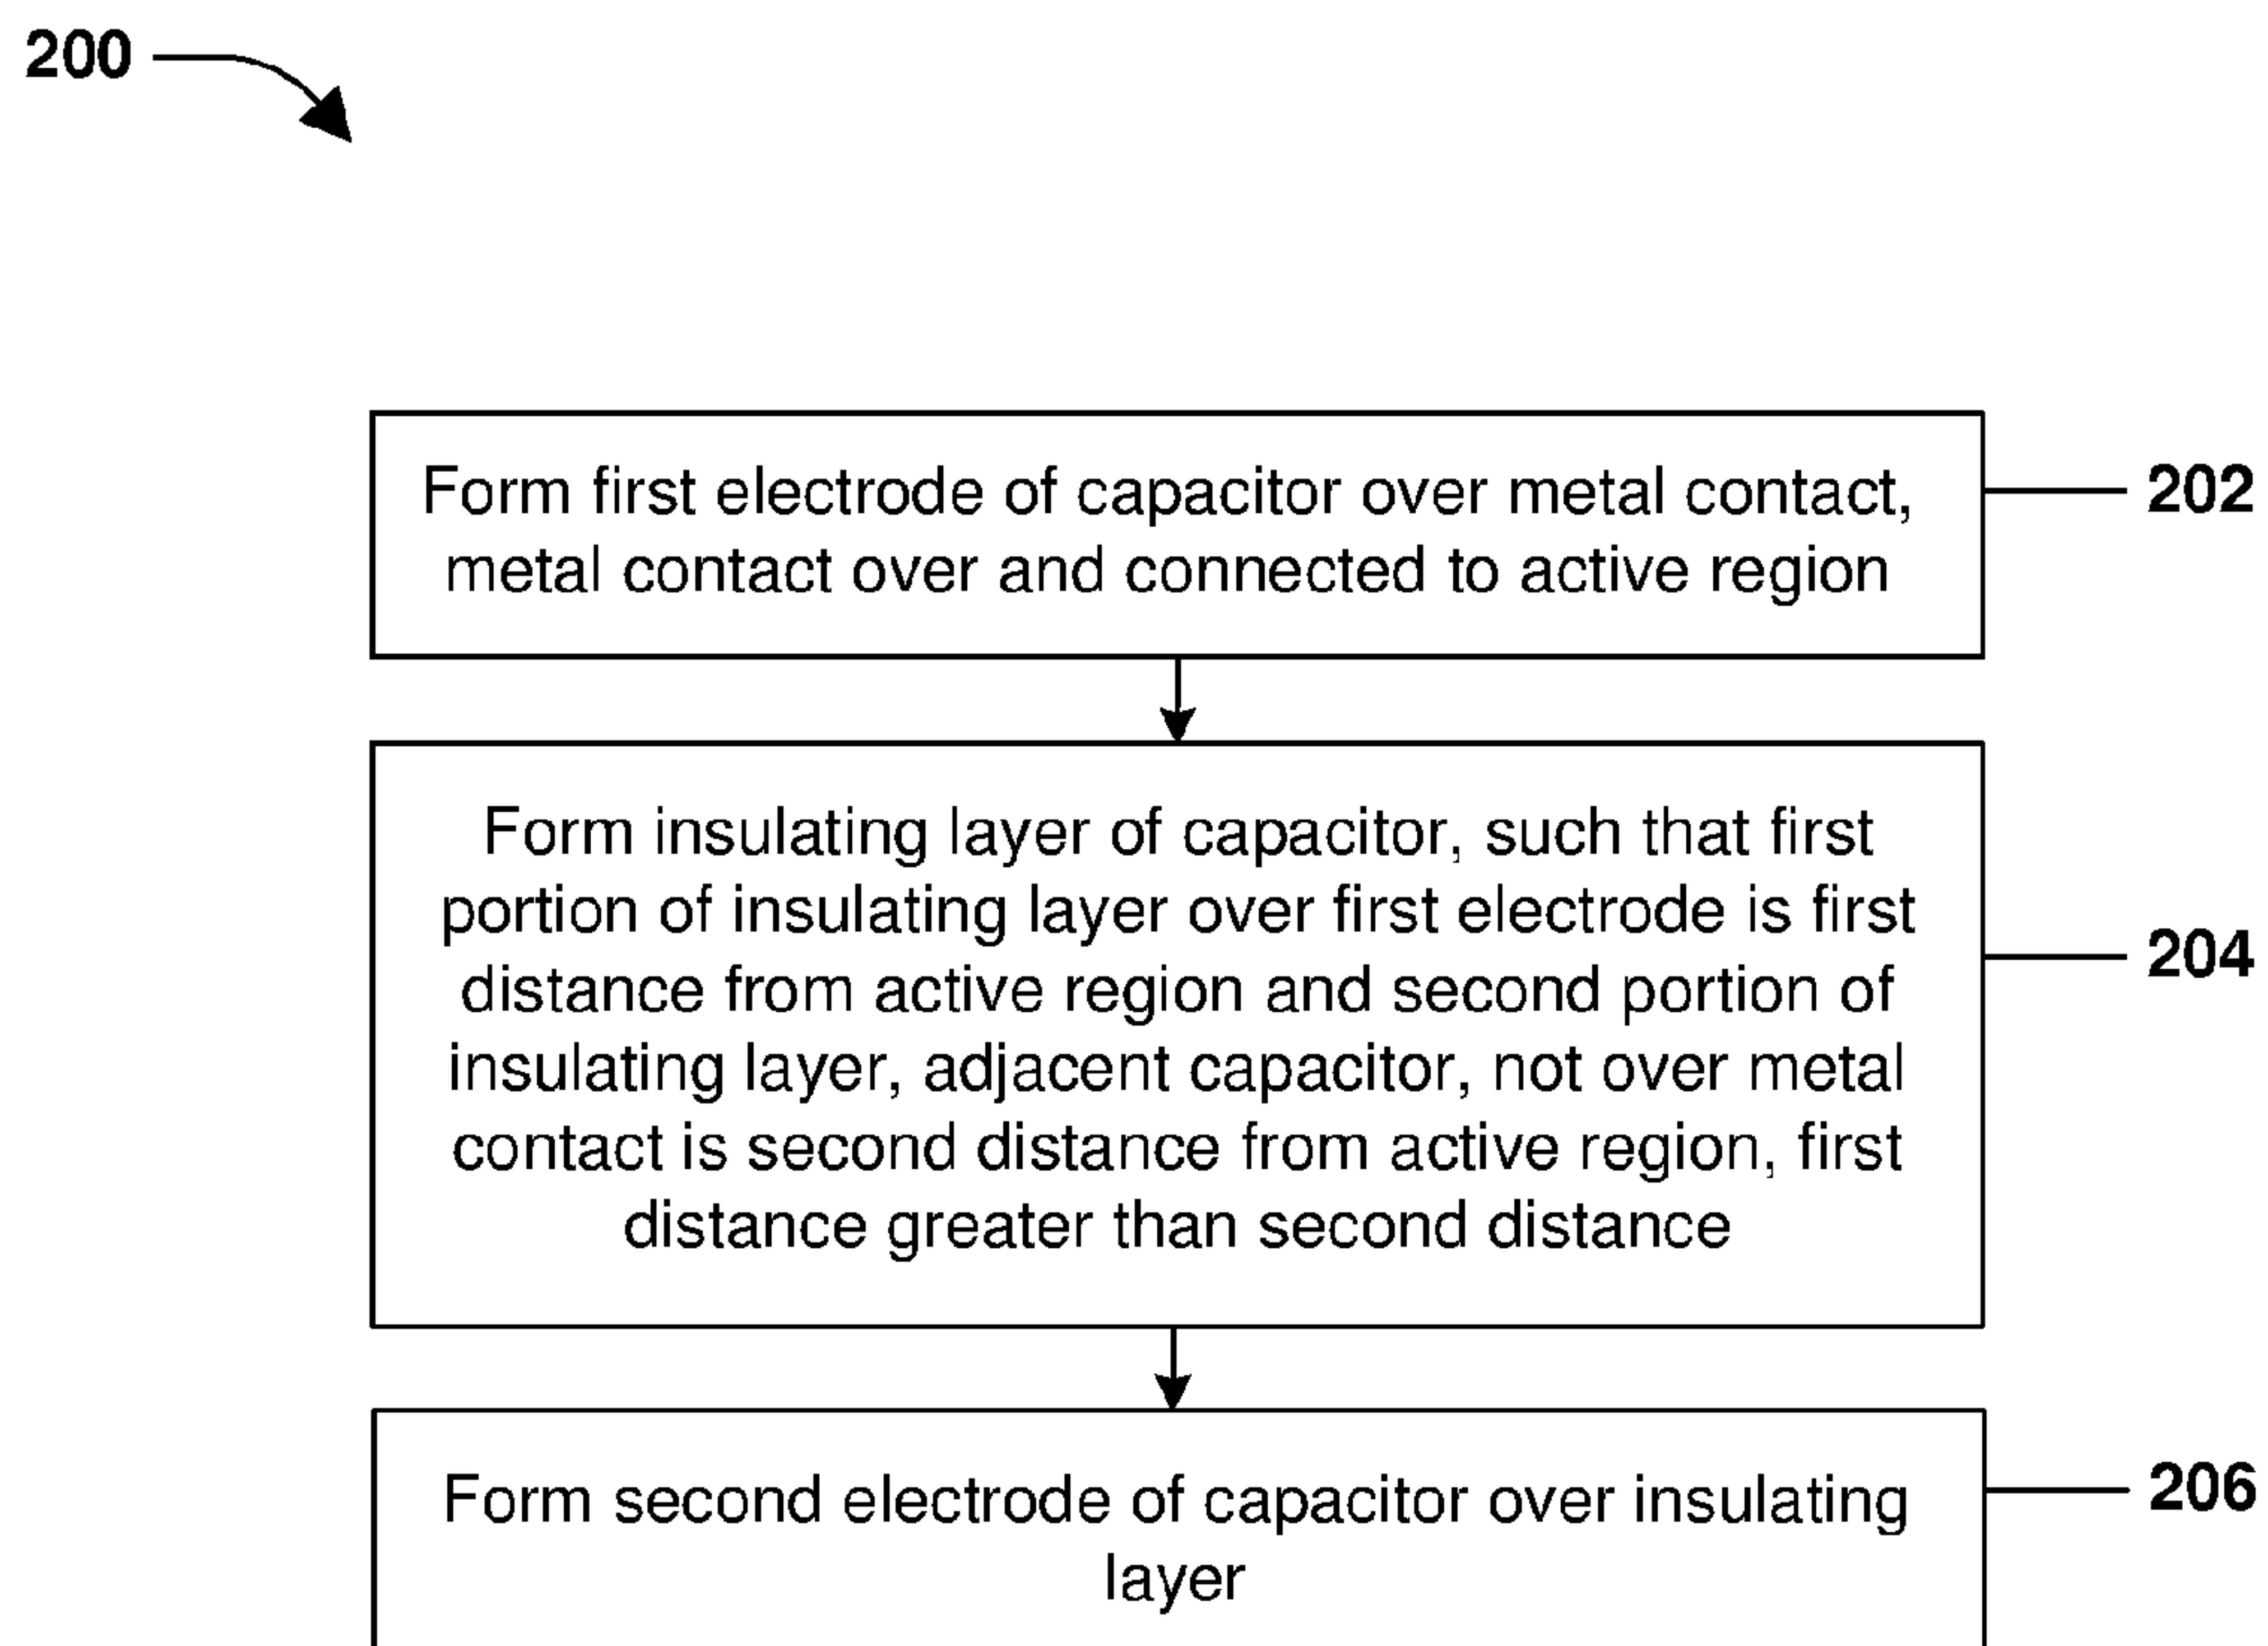 200
Form first electrode of capacitor over metal contact,
metal contact over and connected to active region
202
Form insulating layer of capacitor, such that first
portion of insulating layer over first electrode is first
distance from active region and second portion of
insulating layer, adjacent capacitor, not over metal
contact is second distance from active region, first
distance greater than second distance
204
Form second electrode of capacitor over insulating
layer
206